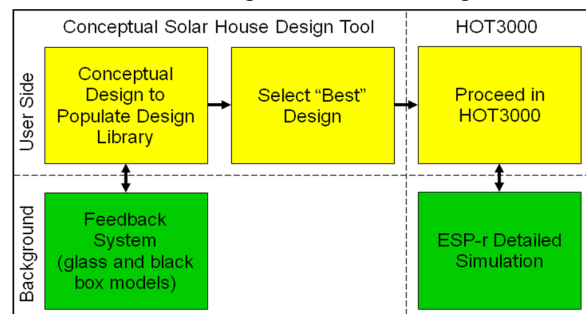 Conceptual Solar House Design Tool
HOT3000
User Side
Conceptual
Design to
Populate Design
Library
Select “Best”
Design
Proceed in
HOT3000
Background
Feedback
System
(glass and black
box models)
ESP-r Detailed
Simulation